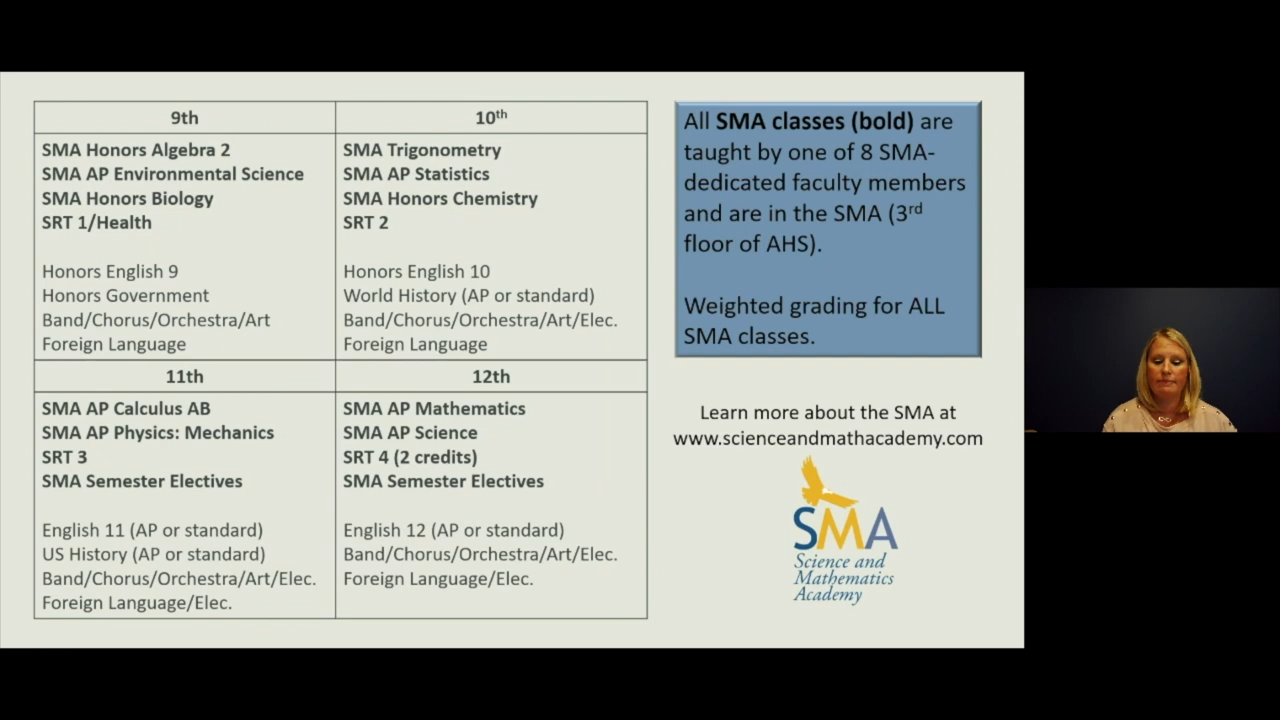 9th
SMA Honors Algebra 2
SMA AP Environmental Science
SMA Honors Biology
SRT 1/Health
Honors English 9
Honors Government
Band/Chorus/Orchestra/Art
Foreign Language
10th
SMA Trigonometry
SMA AP Statistics
SMA Honors Chemistry
SRT 2
Honors English 10
World History (AP or standard)
Band/Chorus/Orchestra/Art/Elec.
Foreign Language
11th
SMA AP Calculus AB
SMA AP Physics: Mechanics
SRT 3
SMA Semester Electives
English 11 (AP or standard)
US History (AP or standard)
Band/Chorus/Orchestra/Art/Elec.
Foreign Language/Elec.
12th
SMA AP Mathematics
SMA AP Science
SRT 4 (2 credits)
SMA Semester Electives
English 12 (AP or standard)
Band/Chorus/Orchestra/Art/Elec.
Foreign Language/Elec.
All SMA classes (bold) are
taught by one of 8 SMA-
dedicated faculty members
and are in the SMA (3rd
floor of AHS).
Weighted grading for ALL
SMA classes.
Learn more about the SMA at
www.scienceandmathacademy.com
SMA
Science and
Mathematics
Academy